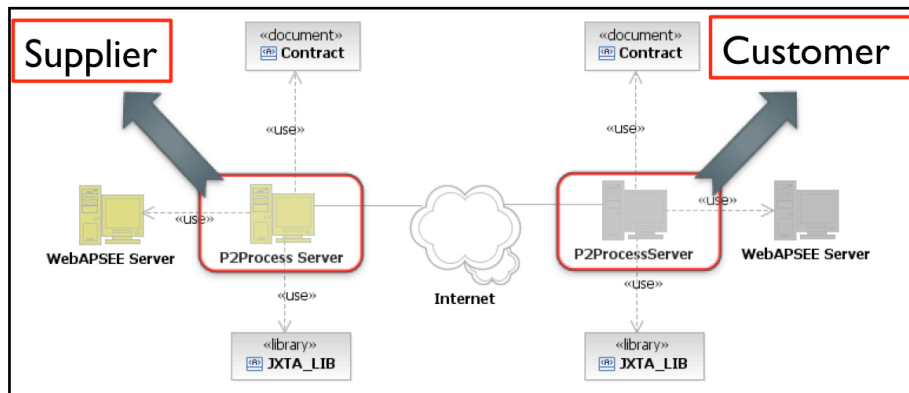 Supplier
«document»
Contract
«document»
Contract
Customer
«use»
«use»
«use»
WebAPSEE Server
P2Process Server
«use»
Internet
P2ProcessServer
«use»
WebAPSEE Server
«use»
«library»
JXTA_LIB
«library»
JXTA_LIB